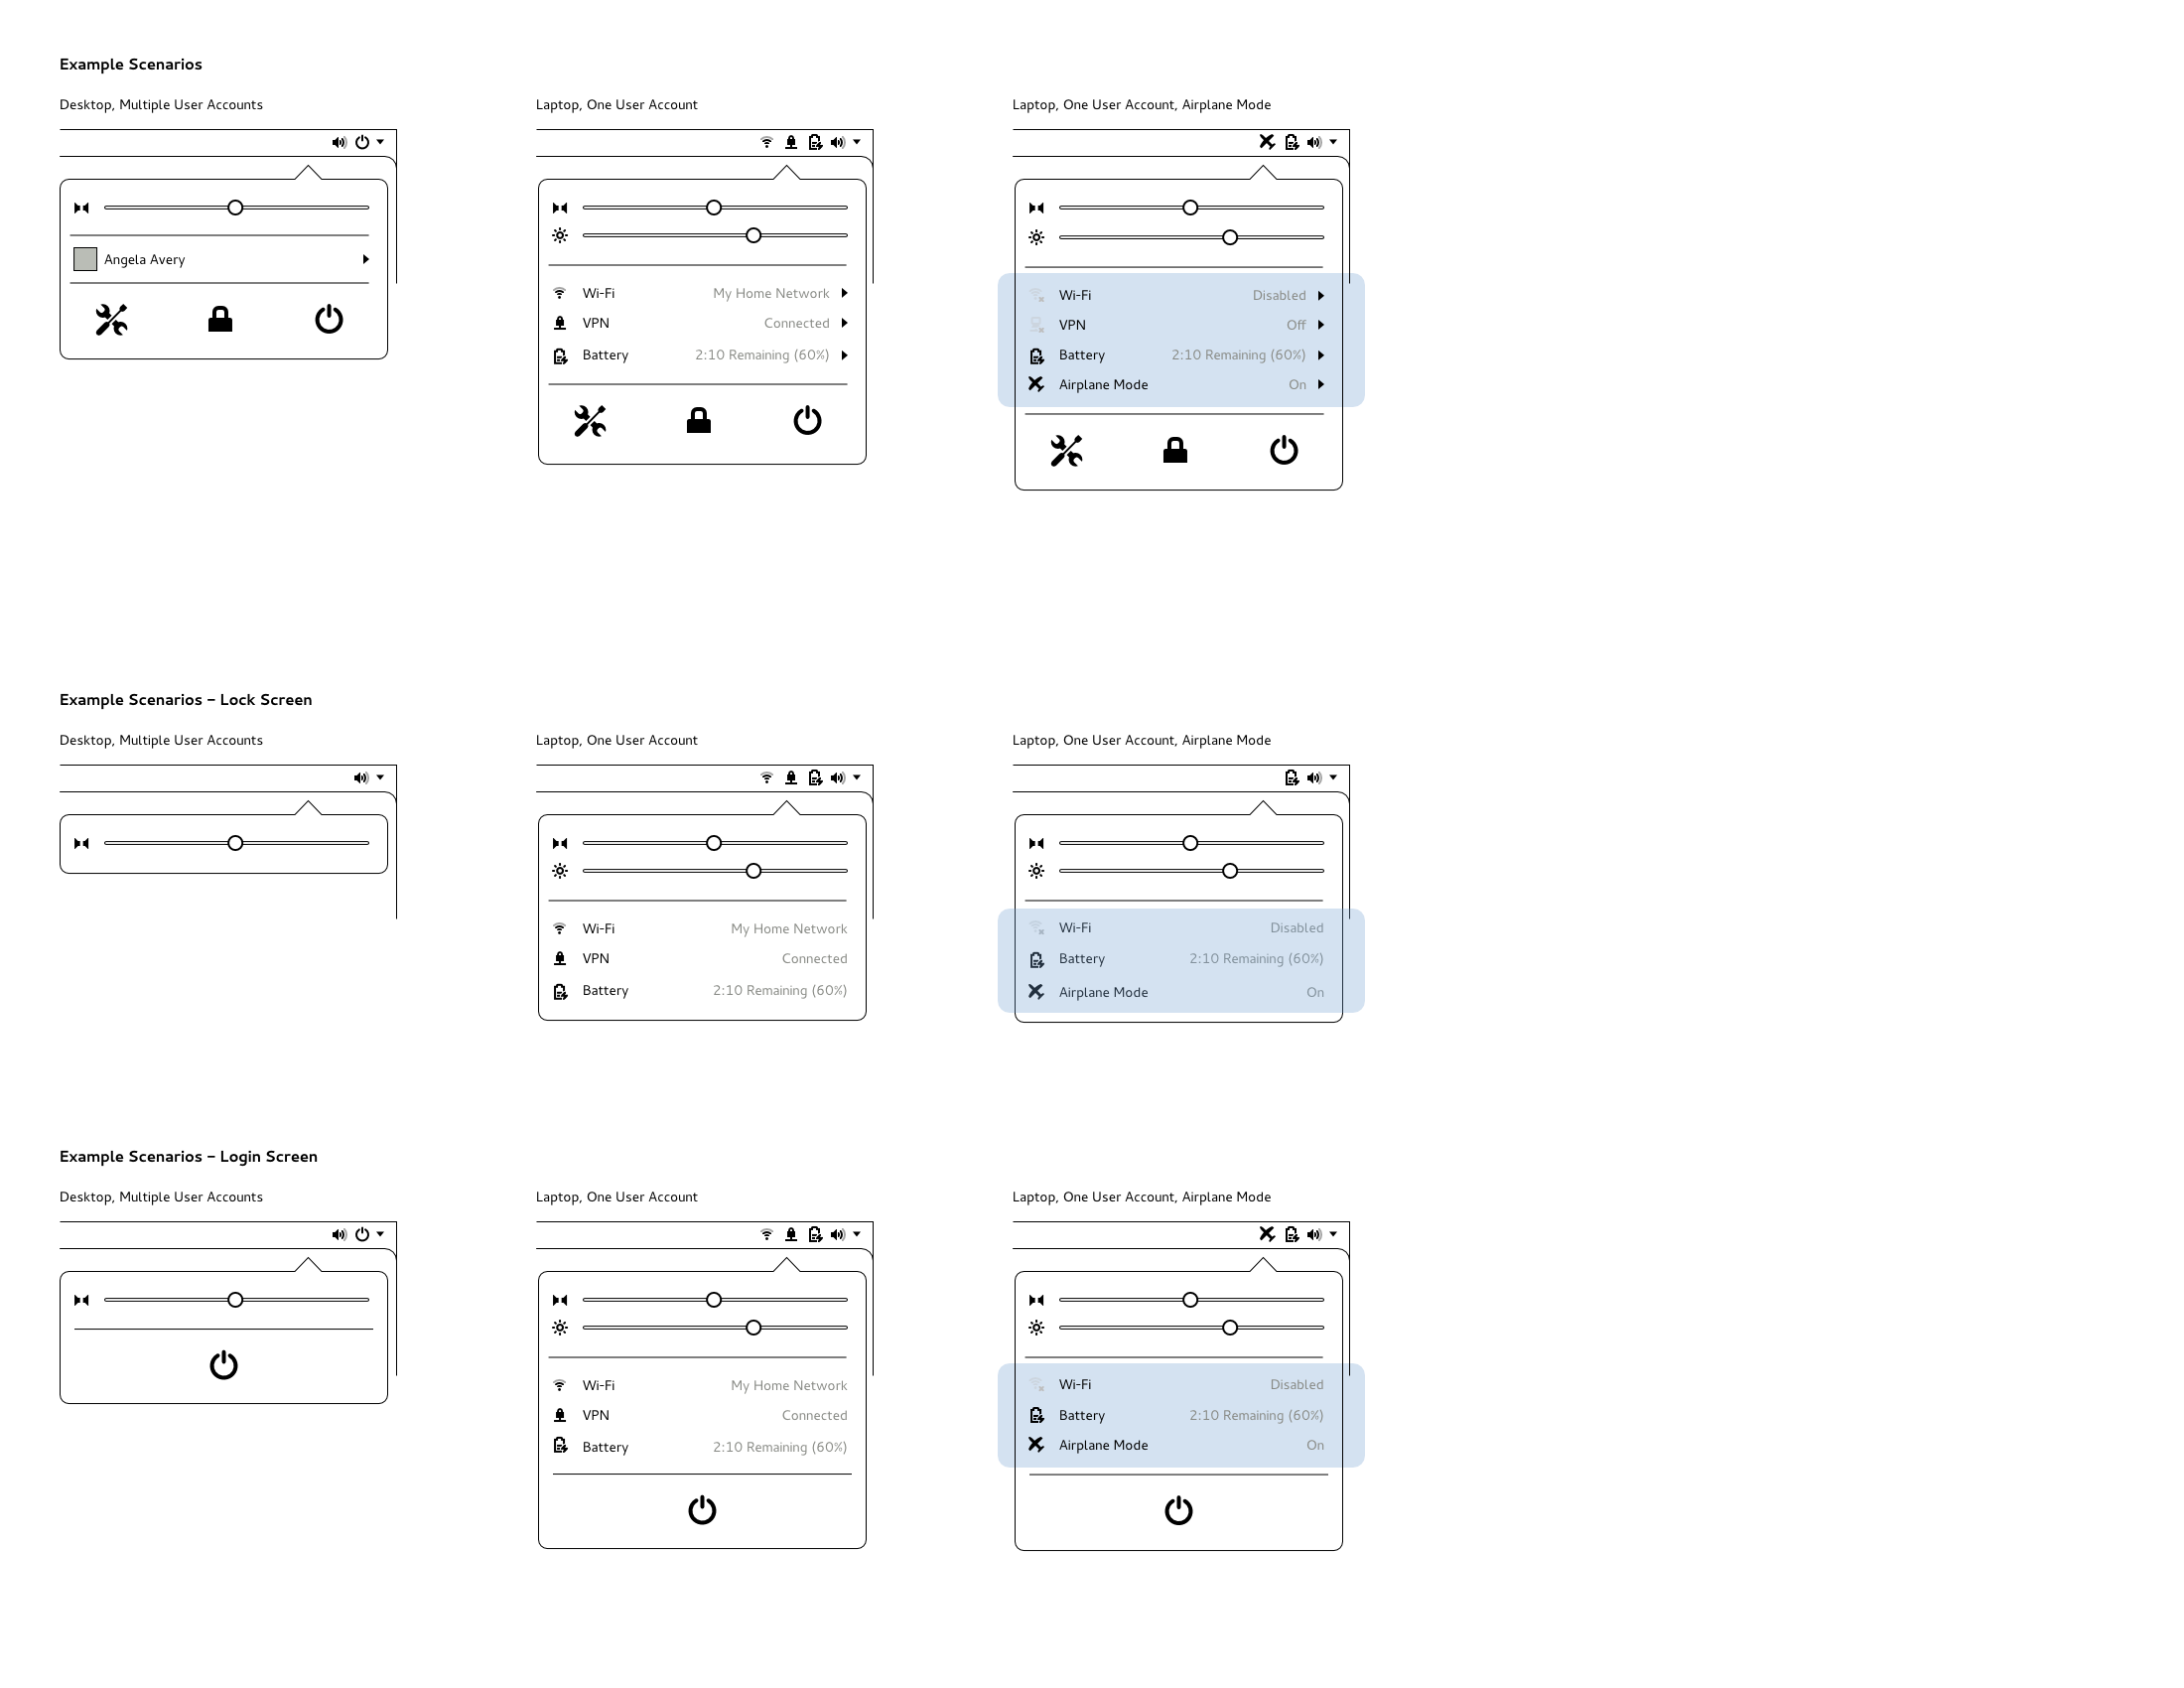 Example Scenarios
Desktop, Multiple User Accounts
Angela Avery
Laptop, One User Account
Wi-Fi My Home Network
VPN Connected
Battery 2:10 Remaining (60%)
Laptop, One User Account, Airplane Mode
Wi-Fi Disabled
VPN Off
Battery 2:10 Remaining (60%)
Airplane Mode On
Example Scenarios – Lock Screen
Desktop, Multiple User Accounts
Laptop, One User Account
Wi-Fi My Home Network
VPN Connected
Battery 2:10 Remaining (60%)
Laptop, One User Account, Airplane Mode
Wi-Fi Disabled
Battery 2:10 Remaining (60%)
Airplane Mode On
Example Scenarios – Login Screen
Desktop, Multiple User Accounts
Laptop, One User Account
Wi-Fi My Home Network
VPN Connected
Battery 2:10 Remaining (60%)
Laptop, One User Account, Airplane Mode
Wi-Fi Disabled
Battery 2:10 Remaining (60%)
Airplane Mode On